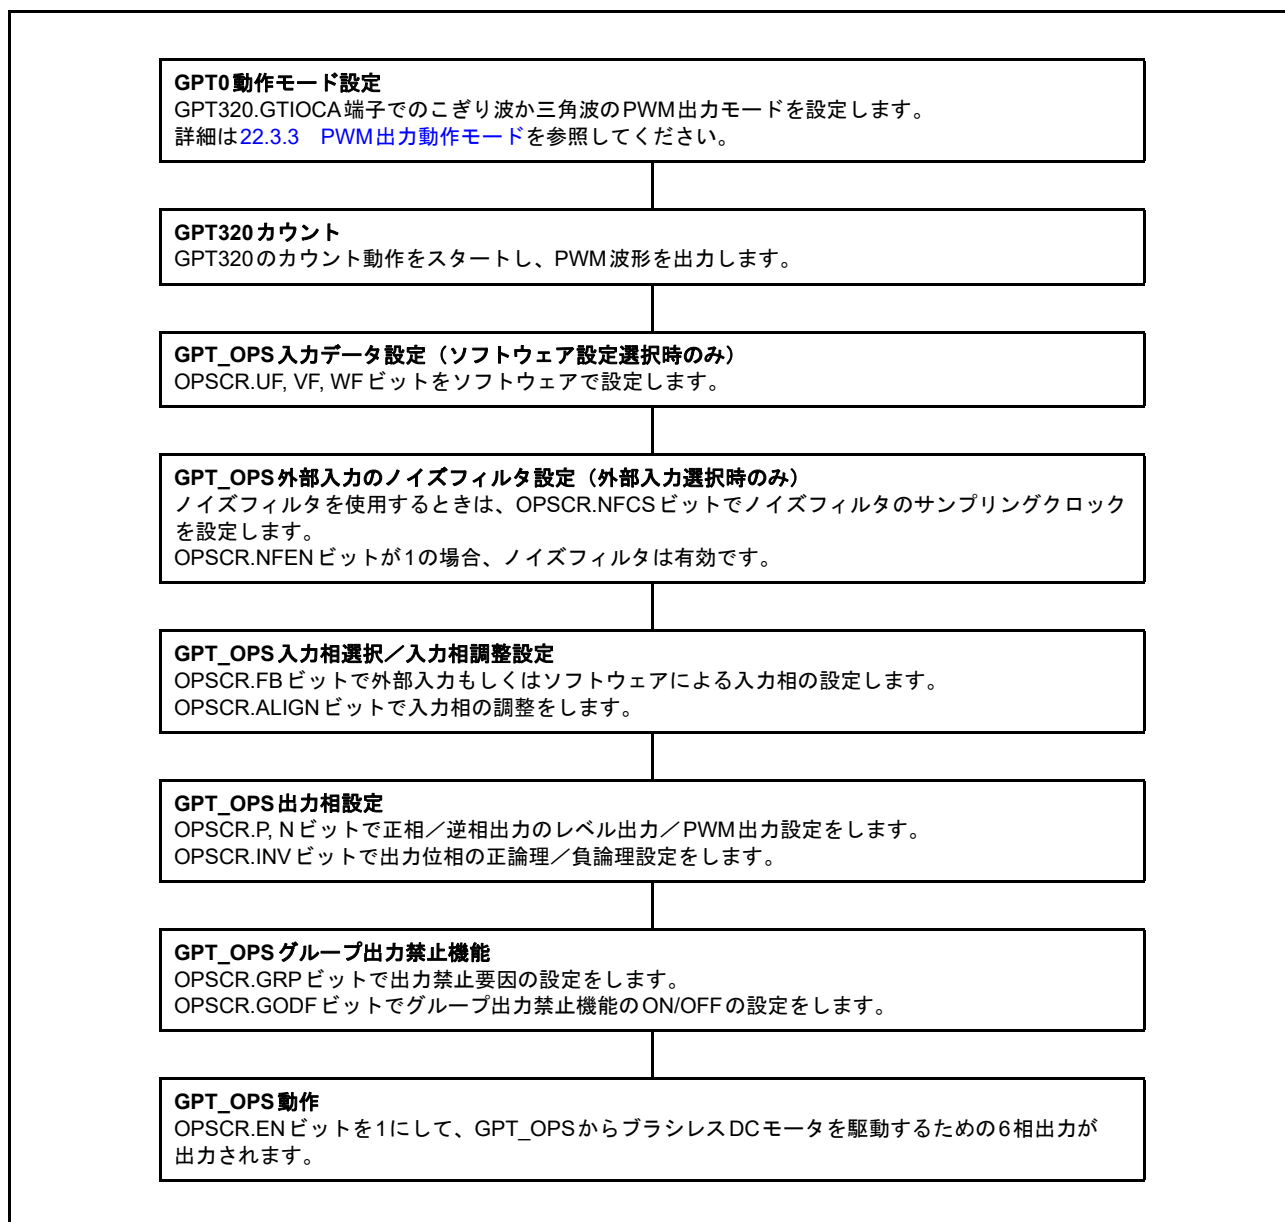 GPT0動作モード設定
GPT320.GTIOCA端子でのこぎり波か三角波のPWM出力モードを設定します。
詳細は22.3.3　PWM出力動作モードを参照してください。
GPT320カウント
GPT320のカウント動作をスタートし、PWM波形を出力します。
GPT_OPS入力データ設定（ソフトウェア設定選択時のみ）
OPSCR.UF, VF, WFビットをソフトウェアで設定します。
GPT_OPS外部入力のノイズフィルタ設定（外部入力選択時のみ）
ノイズフィルタを使用するときは、OPSCR.NFCSビットでノイズフィルタのサンプリングクロック
を設定します。
OPSCR.NFENビットが1の場合、ノイズフィルタは有効です。
GPT_OPS入力相選択／入力相調整設定
OPSCR.FBビットで外部入力もしくはソフトウェアによる入力相の設定します。
OPSCR.ALIGNビットで入力相の調整をします。
GPT_OPS出力相設定
OPSCR.P, Nビットで正相／逆相出力のレベル出力／PWM出力設定をします。
OPSCR.INVビットで出力位相の正論理／負論理設定をします。
GPT_OPSグループ出力禁止機能
OPSCR.GRPビットで出力禁止要因の設定をします。
OPSCR.GODFビットでグループ出力禁止機能のON/OFFの設定をします。
GPT_OPS動作
OPSCR.ENビットを1にして、GPT_OPSからブラシレスDCモータを駆動するための6相出力が
出力されます。